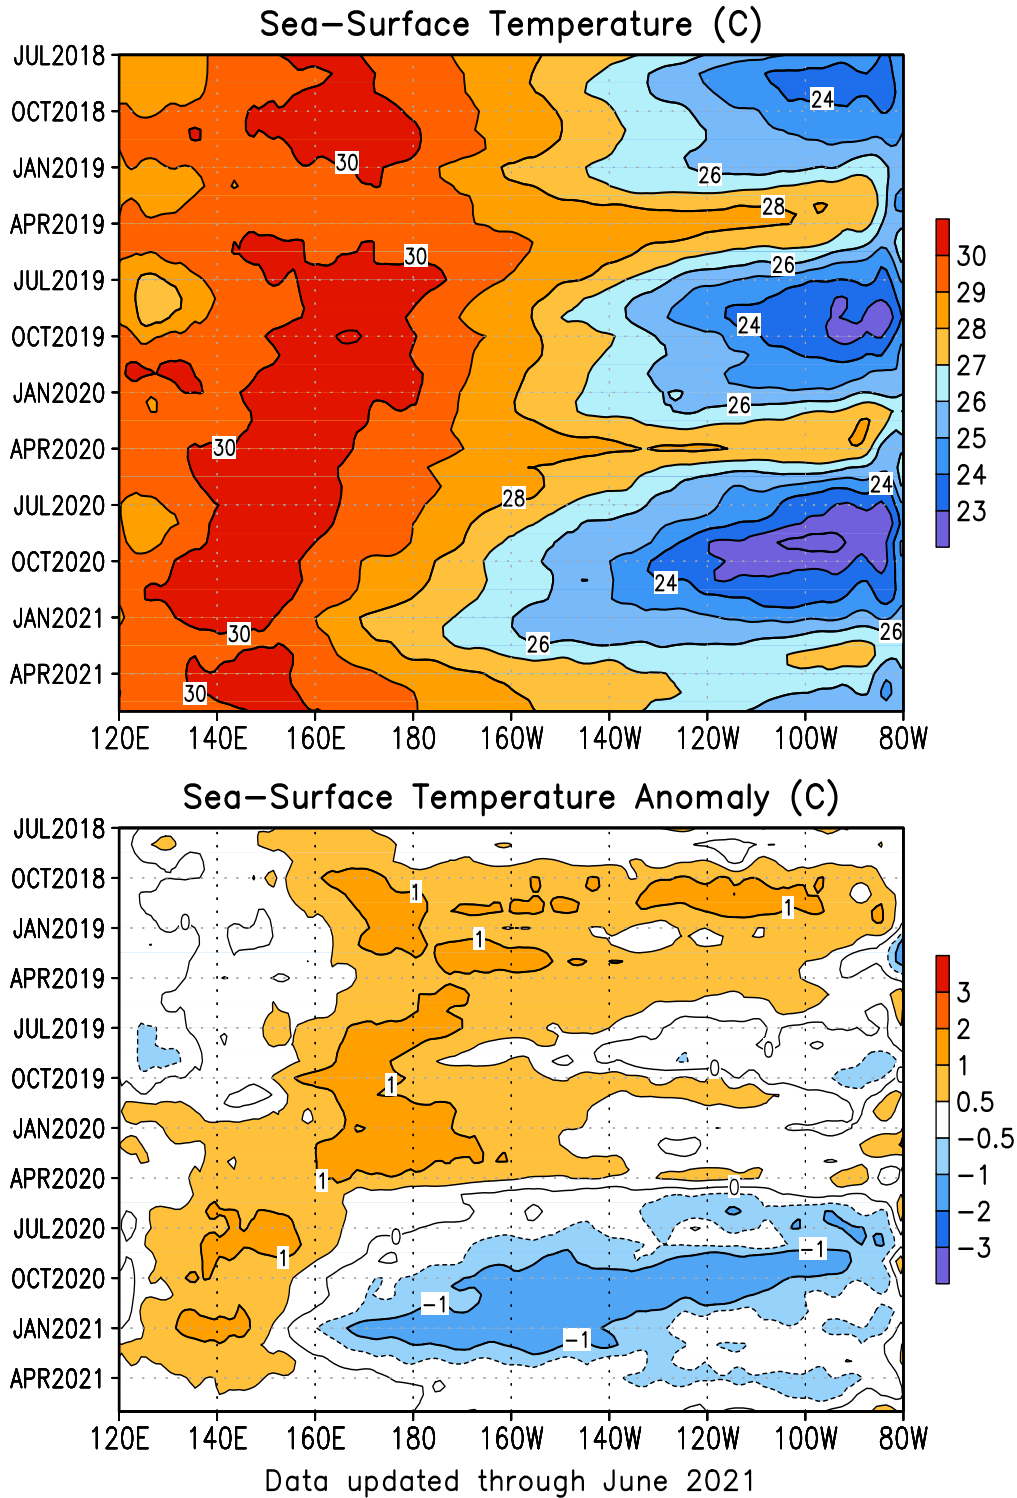 Sea-Surface Temperature (C)
JUL2018
OCT2018
JAN2019
APR2019
JUL2019
OCT2019
JAN2020
APR2020
JUL2020
OCT2020
JAN2021
APR2021
24
30
26
28
30
26
24
26
30
28
24
24
30
26
26
30
120E 140E 160E 180 160W 140W 120W 100W 80W
30
29
28
27
26
25
24
23
Sea-Surface Temperature Anomaly (C)
JUL2018
OCT2018
JAN2019
APR2019
JUL2019
OCT2019
JAN2020
APR2020
JUL2020
OCT2020
JAN2021
APR2021
1
1
0
1
0
0
0
1
1
0
0
1
-1
-1
-1
120E 140E 160E 180 160W 140W 120W 100W 80W
3
2
1
0.5
-0.5
-1
-2
-3
Data updated through June 2021